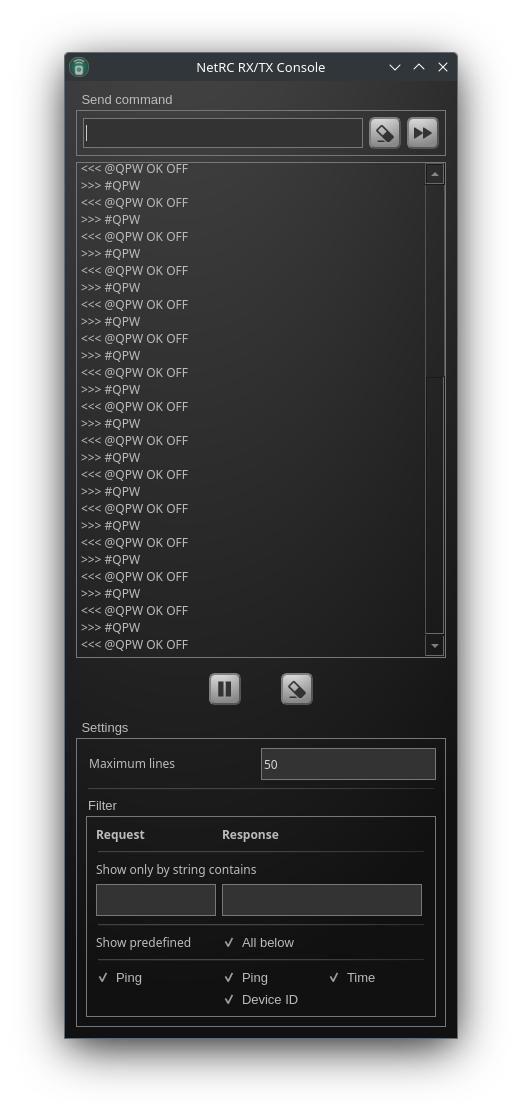 NetRC RX/TX Console
Send command
<<< @QPW OK OFF
>>> #QPW
<<< @QPW OK OFF
>>> #QPW
<<< @QPW OK OFF
>>> #QPW
<<< @QPW OK OFF
>>> #QPW
<<< @QPW OK OFF
>>> #QPW
<<< @QPW OK OFF
>>> #QPW
<<< @QPW OK OFF
>>> #QPW
<<< @QPW OK OFF
>>> #QPW
<<< @QPW OK OFF
>>> #QPW
<<< @QPW OK OFF
>>> #QPW
<<< @QPW OK OFF
>>> #QPW
<<< @QPW OK OFF
>>> #QPW
<<< @QPW OK OFF
>>> #QPW
<<< @QPW OK OFF
>>> #QPW
<<< @QPW OK OFF
Settings
Maximum lines 50
Filter
Request Response
Show only by string contains
Show predefined ✓ All below
✓ Ping ✓ Ping ✓ Time
✓ Device ID